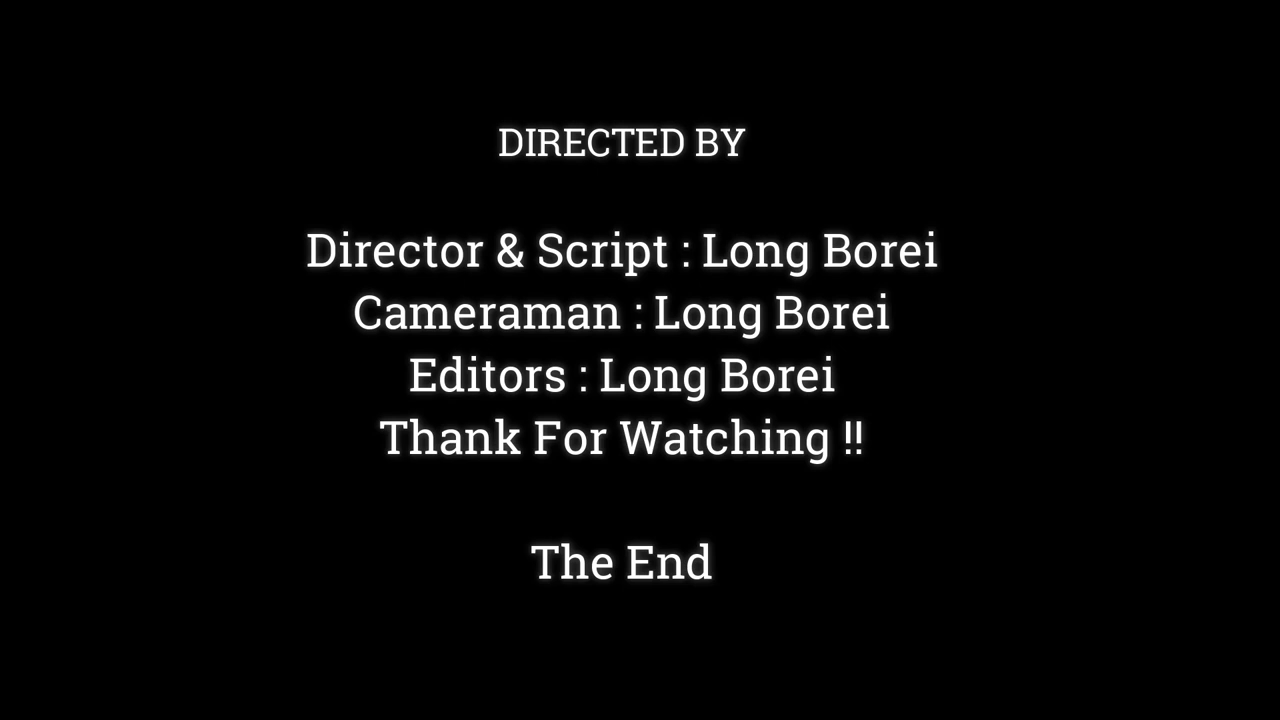 DIRECTED BY
Director & Script : Long Borei
Cameraman : Long Borei
Editors : Long Borei
Thank For Watching !!
The End